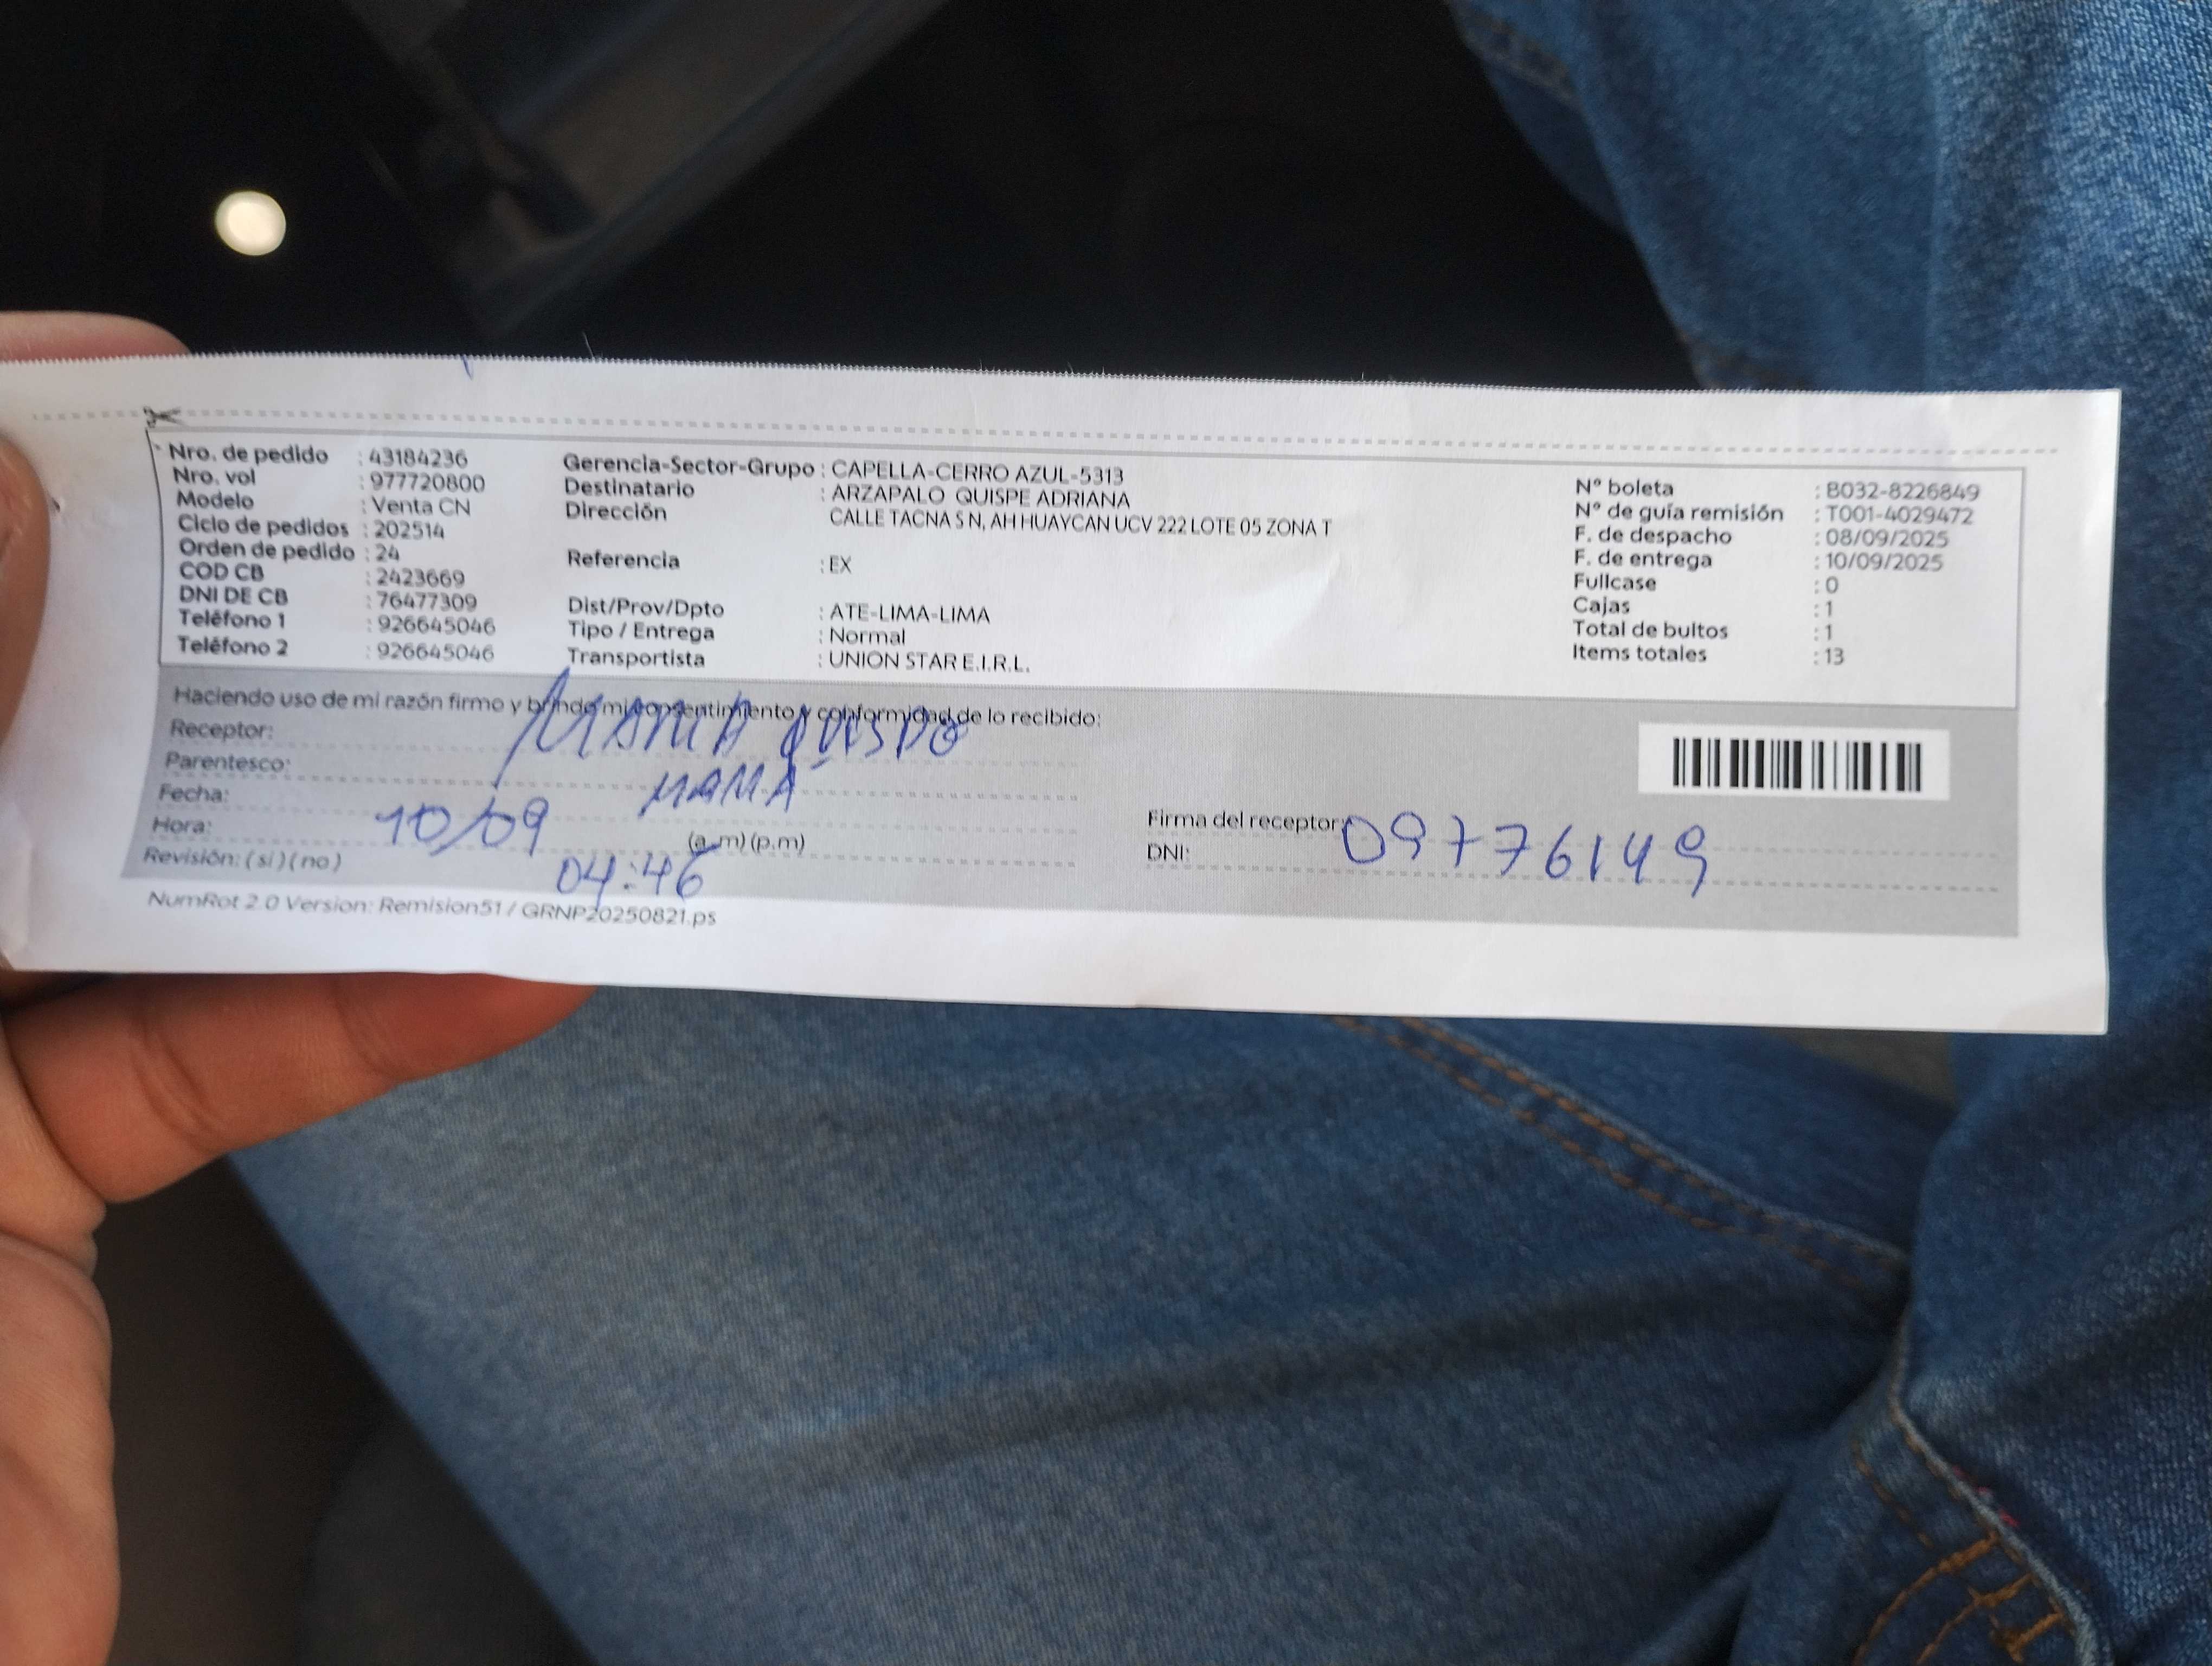 Nro. de pedido : 43184236
Nro. vol : 977720800
Modelo : Venta CN
Ciclo de pedidos : 202514
Orden de pedido : 24
COD CB : 2423669
DNI DE CB : 76477309
Teléfono 1 : 926645046
Teléfono 2 : 926645046
Gerencia-Sector-Grupo : CAPELLA-CERRO AZUL-5313
Destinatario : ARZAPALO QUISPE ADRIANA
Dirección CALLE TACNA S N, AH HUAYCAN UCV 222 LOTE 05 ZONA T
Referencia : EX
Dist/Prov/Dpto : ATE-LIMA-LIMA
Tipo / Entrega : Normal
Transportista : UNION STAR E.I.R.L.
N° boleta : B032-8226849
N° de guía remisión : T001-4029472
F. de despacho : 08/09/2025
F. de entrega : 10/09/2025
Fullcase : 0
Cajas : 1
Total de bultos : 1
Items totales : 13
Haciendo uso de mi razón firmo y brindo mi consentimiento y conformidad de lo recibido:
Receptor: QUISPE
Parentesco: MAMA
Fecha: 10/09
Hora: (a.m) (p.m)
04:46
Revisión: (si) (no)
Firma del receptor:
DNI: 09776149
NumRot 2.0 Version: Remision51 / GRNP20250821.ps